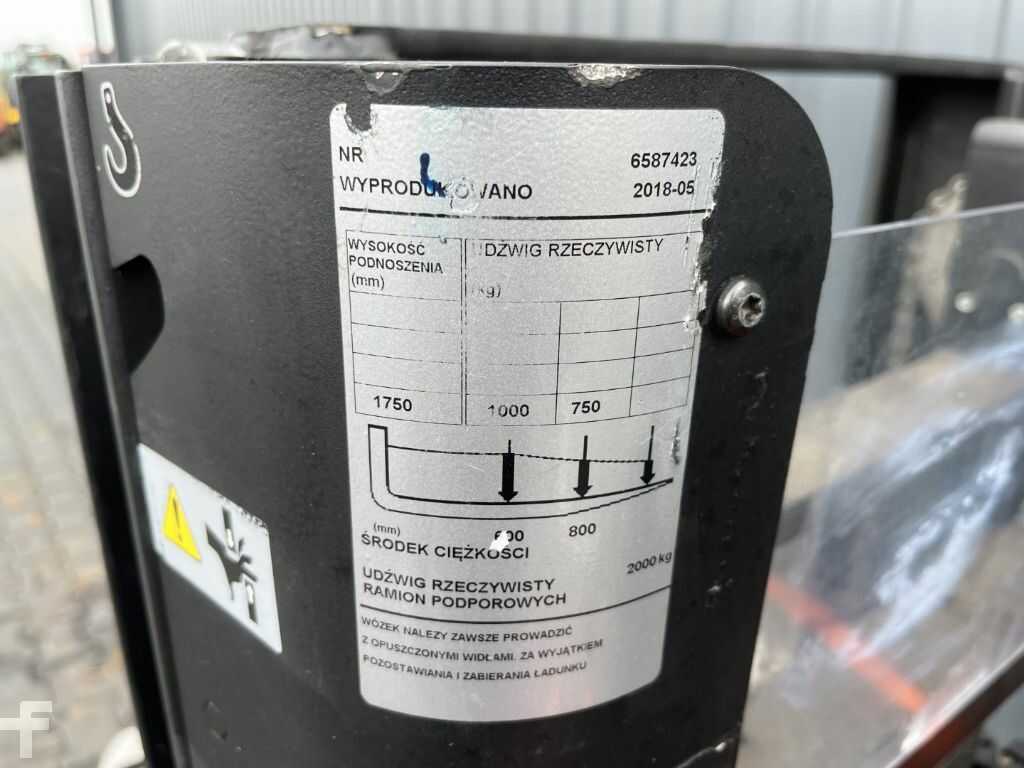 NR 6587423
WYPRODUKOWANO 2018-05
WYSOKOŚĆ PODNOSZENIA (mm)
UDŹWIG RZECZYWISTY (kg)
1750 1000 750
(mm) 600 800
ŚRODEK CIĘŻKOŚCI
UDŹWIG RZECZYWISTY 2000 kg
RAMION PODPOROWYCH
WÓZEK NALEŻY ZAWSZE PROWADZIĆ
Z OPUSZCZONYMI WIDŁAMI. ZA WYJĄTKIEM
POZOSTAWIANIA I ZABIERANIA ŁADUNKU